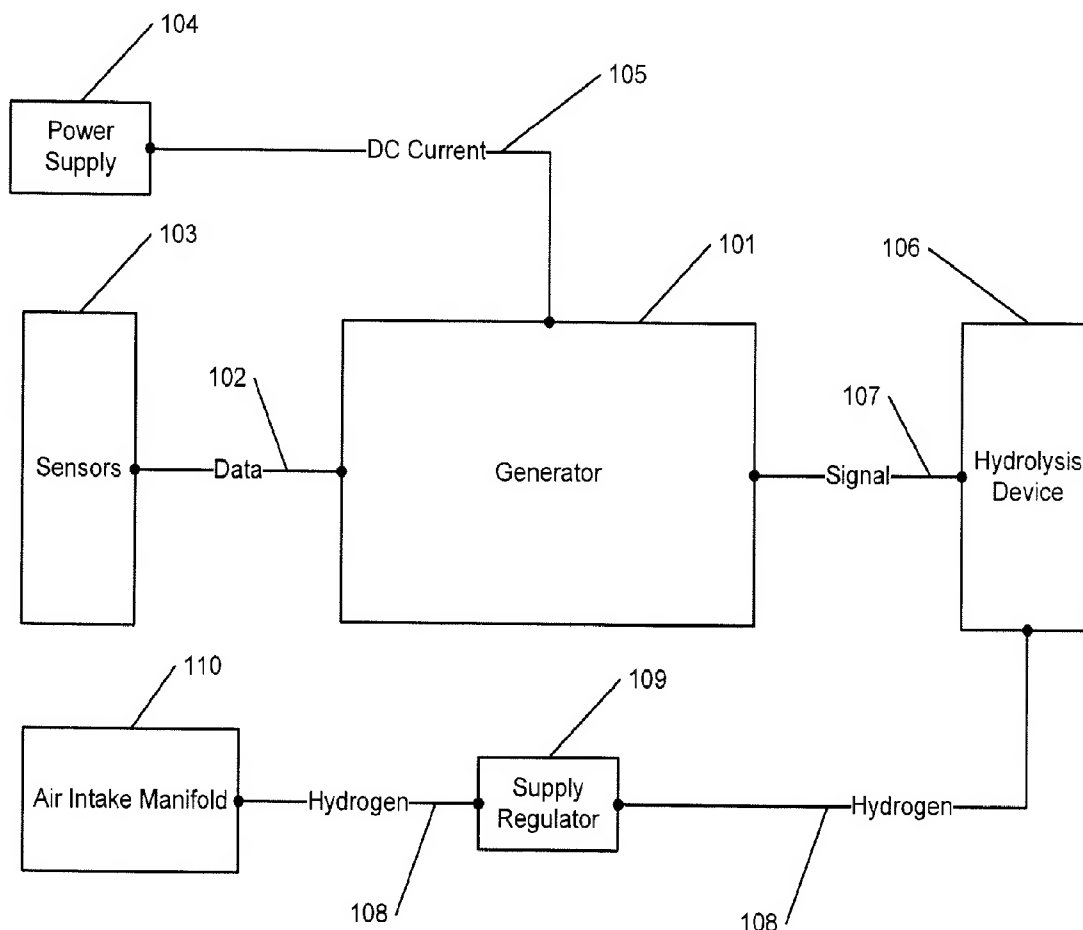 104
105
Power
Supply
DC Current
103
101
106
102
107
Sensors
Data
Generator
Signal
Hydrolysis
Device
110
109
Air Intake Manifold
Hydrogen
Supply
Regulator
Hydrogen
108
108